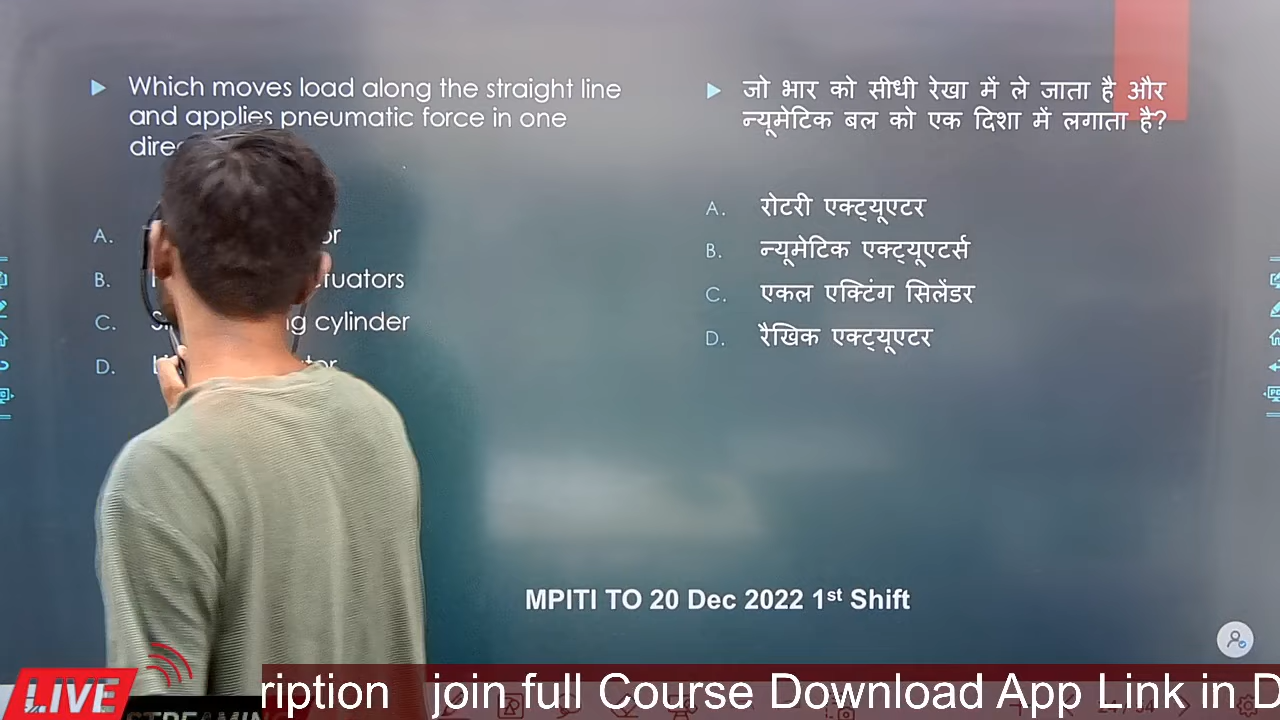 Which moves load along the straight line
and applies pneumatic force in one
A.
B. tuators
C. g cylinder
D.
जो भार को सीधी रेखा में ले जाता है और
न्यूमेटिक बल को एक दिशा में लगाता है?
A. रोटरी एक्ट्यूएटर
B. न्यूमेटिक एक्ट्यूएटर्स
C. एकल एक्टिंग सिलेंडर
D. रैखिक एक्ट्यूएटर
MPITI TO 20 Dec 2022 1st Shift
LIVE
STREAMING
ription join full Course Download App Link in D